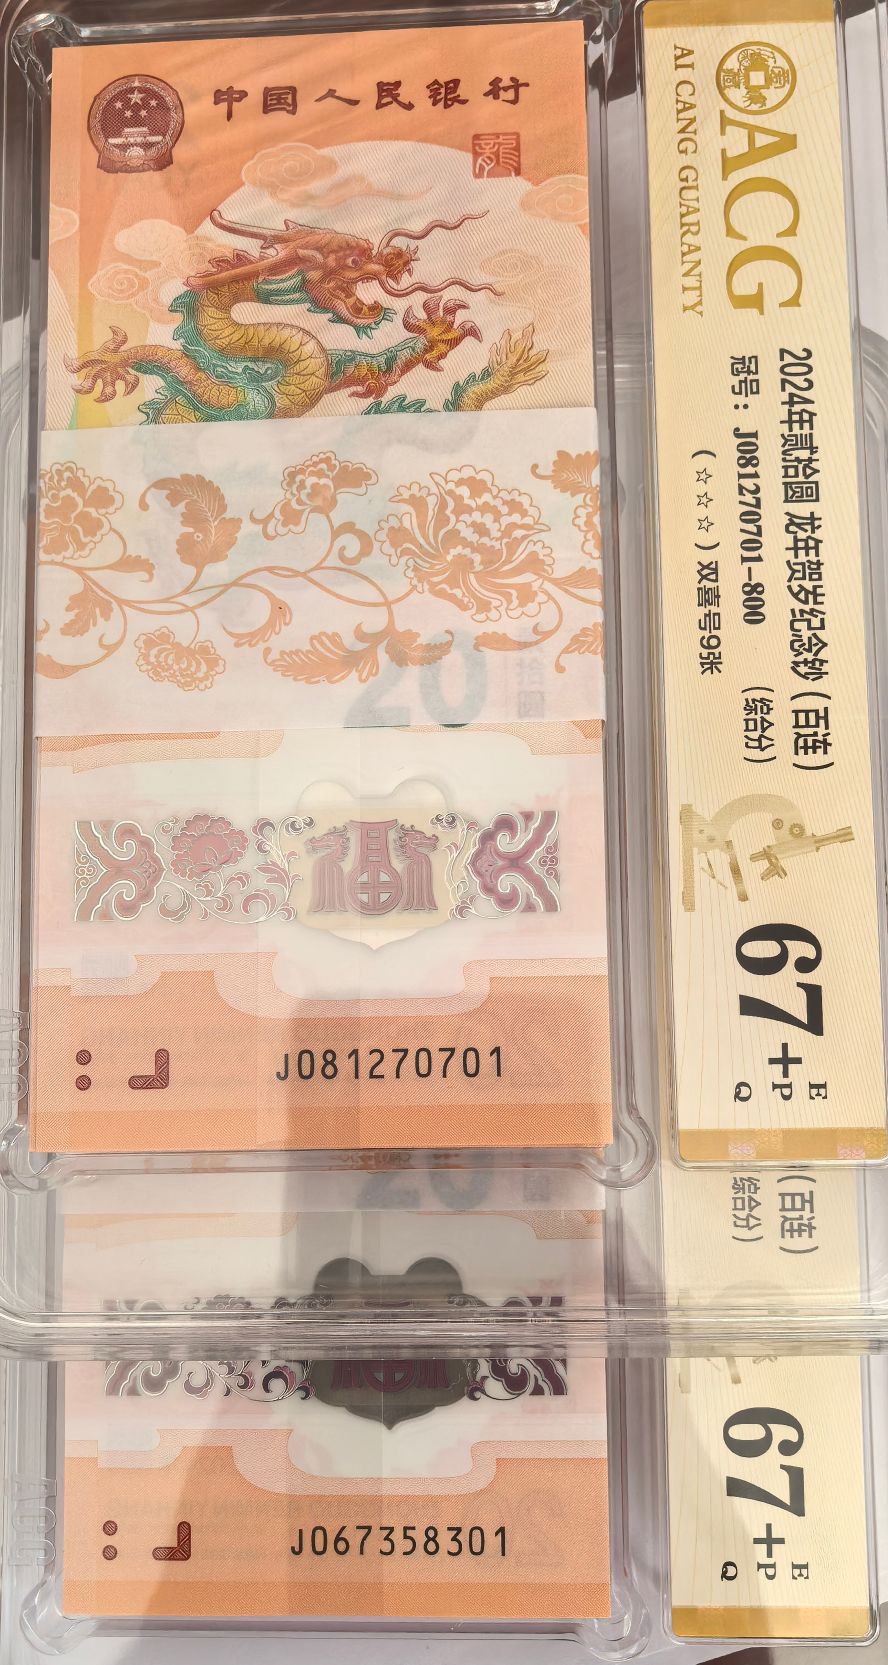 中国人民银行
龍
20
J081270701
ACG
AI CANG GUARANTY
2024年贰拾圆 龙年贺岁纪念钞（百连）
冠号：J081270701-800 （综合分）
（☆☆☆）双喜号9张
67+
E
P
Q
20
（百连）
综合分）
J067358301
67+
E
P
Q